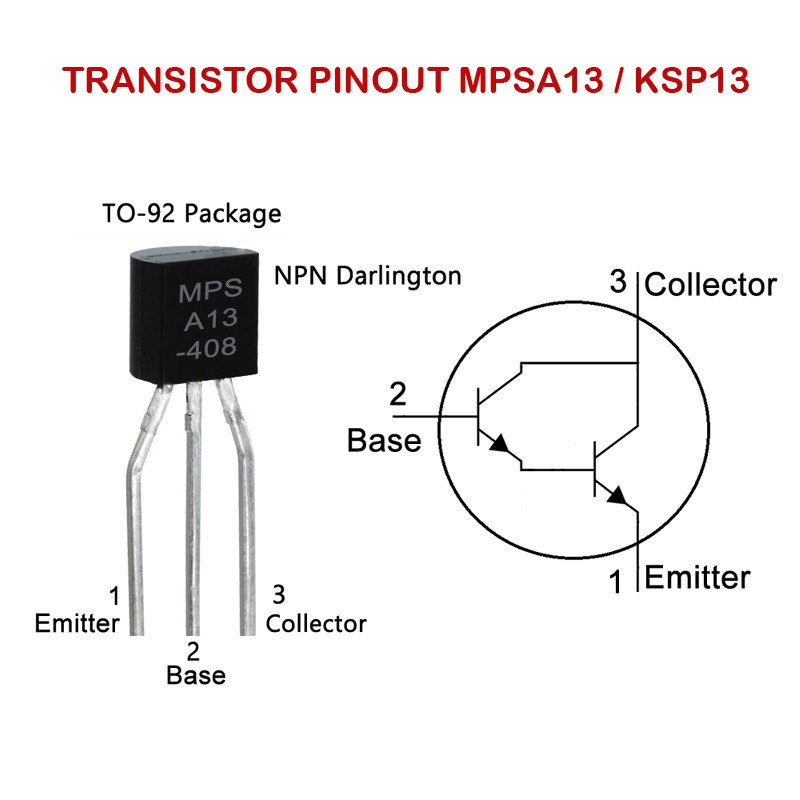 TRANSISTOR PINOUT MPSA13 / KSP13
TO-92 Package
MPS
A13
-408
NPN Darlington
3 Collector
2
Base
1 Emitter
1
Emitter
2
Base
3
Collector